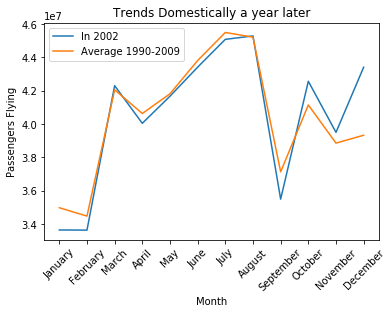 Trends Domestically a year later
1e7
In 2002
Average 1990-2009
4.6
4.4
4.2
4.0
3.8
3.6
3.4
Passengers Flying
January
February
March
April
May
June
July
August
September
October
November
December
Month